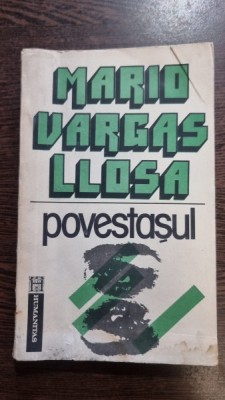 MARIO
VARGAS
LLOSA
povestașul
HUMANITAS